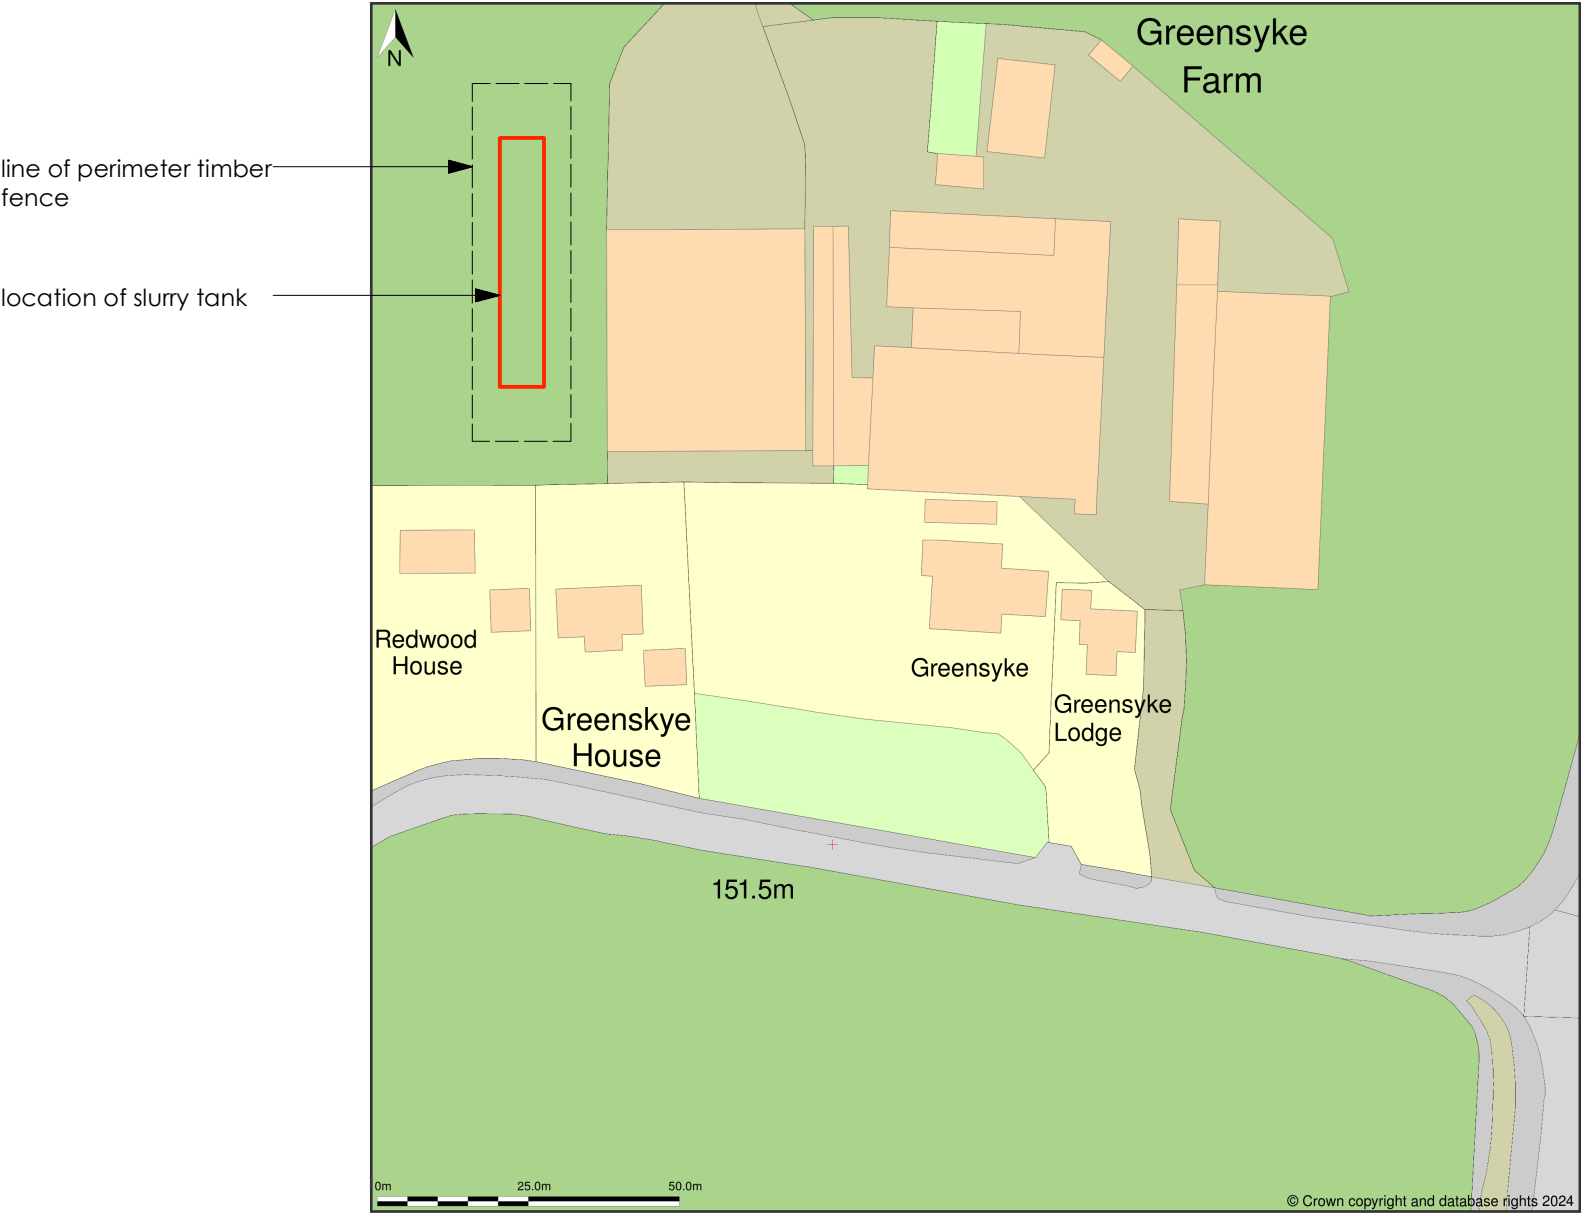 N
Greensyke
Farm
line of perimeter timber
fence
location of slurry tank
Redwood
House
Greenskye
House
Greensyke
Greensyke
Lodge
151.5m
0m 25.0m 50.0m
© Crown copyright and database rights 2024